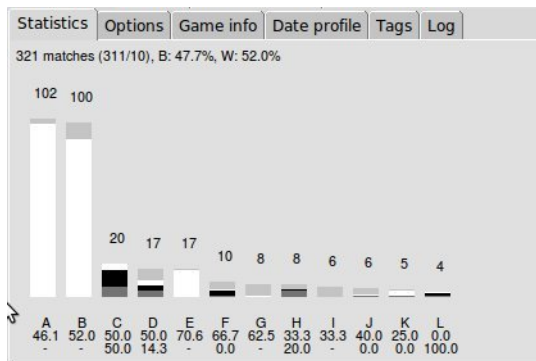 Statistics Options Game info Date profile Tags Log
321 matches (311/10), B: 47.7%, W: 52.0%
102 100 20 17 17 10 8 8 6 6 5 4
A B C D E F G H I J K L
46.1 52.0 50.0 50.0 70.6 66.7 62.5 33.3 33.3 40.0 25.0 0.0
- - 50.0 14.3 - 0.0 - 20.0 - 0.0 0.0 100.0